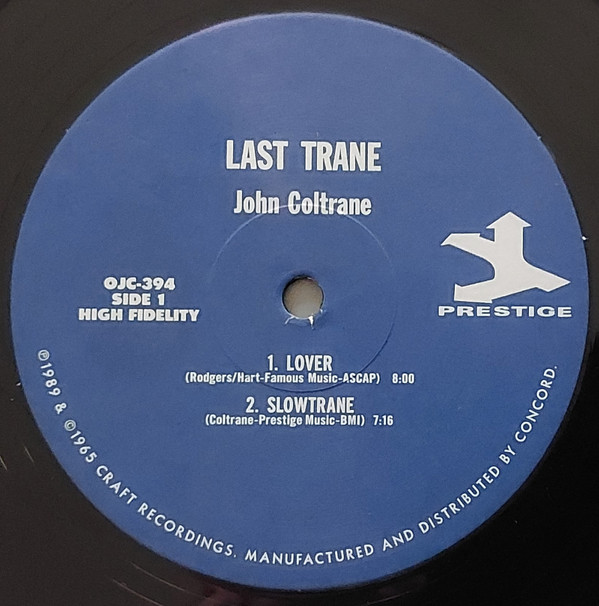 LAST TRANE
John Coltrane
OJC-394
SIDE 1
HIGH FIDELITY
PRESTIGE
1. LOVER
(Rodgers/Hart-Famous Music-ASCAP) 8:00
2. SLOWTRANE
(Coltrane-Prestige Music-BMI) 7:16
℗1989 & ©1965 CRAFT RECORDINGS. MANUFACTURED AND DISTRIBUTED BY CONCORD.